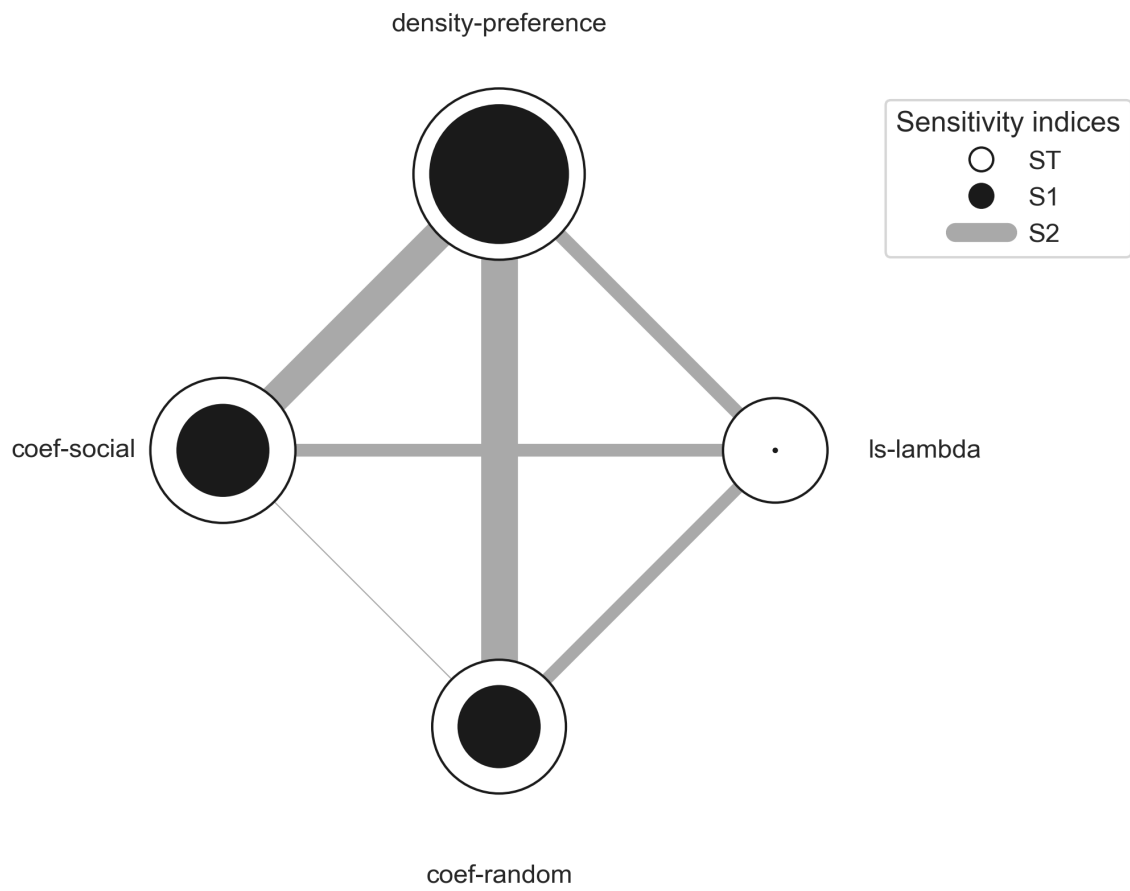 density-preference
Sensitivity indices
ST
S1
S2
coef-social
ls-lambda
coef-random